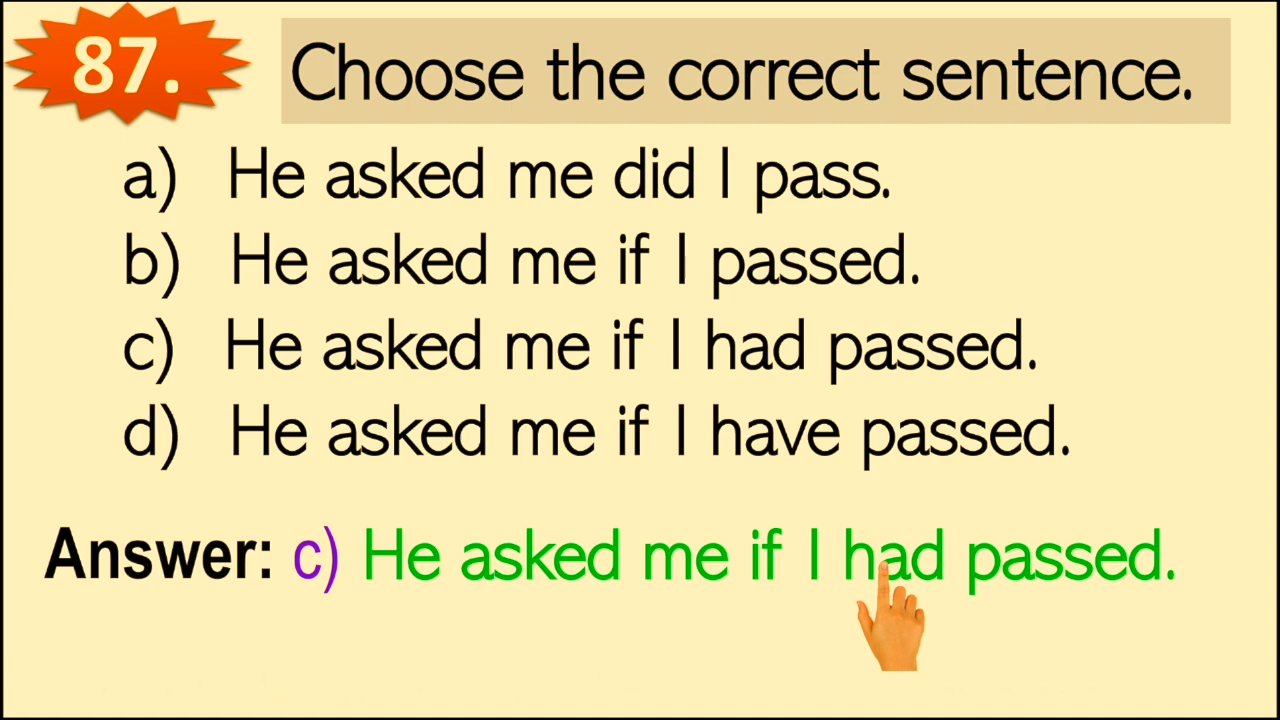 87.
Choose the correct sentence.
a) He asked me did I pass.
b) He asked me if I passed.
c) He asked me if I had passed.
d) He asked me if I have passed.
Answer: c) He asked me if I had passed.